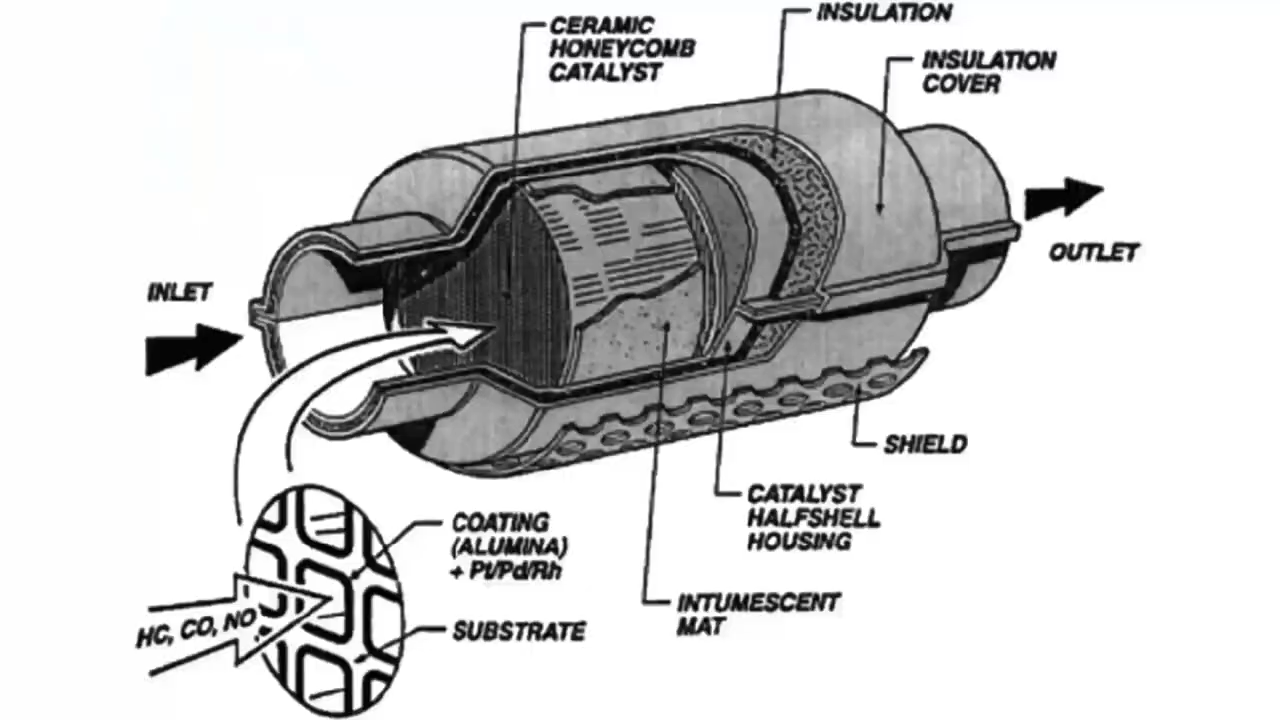 CERAMIC
HONEYCOMB
CATALYST
INSULATION
INSULATION
COVER
OUTLET
INLET
SHIELD
CATALYST
HALFSHELL
HOUSING
COATING
(ALUMINA)
+ Pt/Pd/Rh
INTUMESCENT
MAT
HC, CO, NO
SUBSTRATE